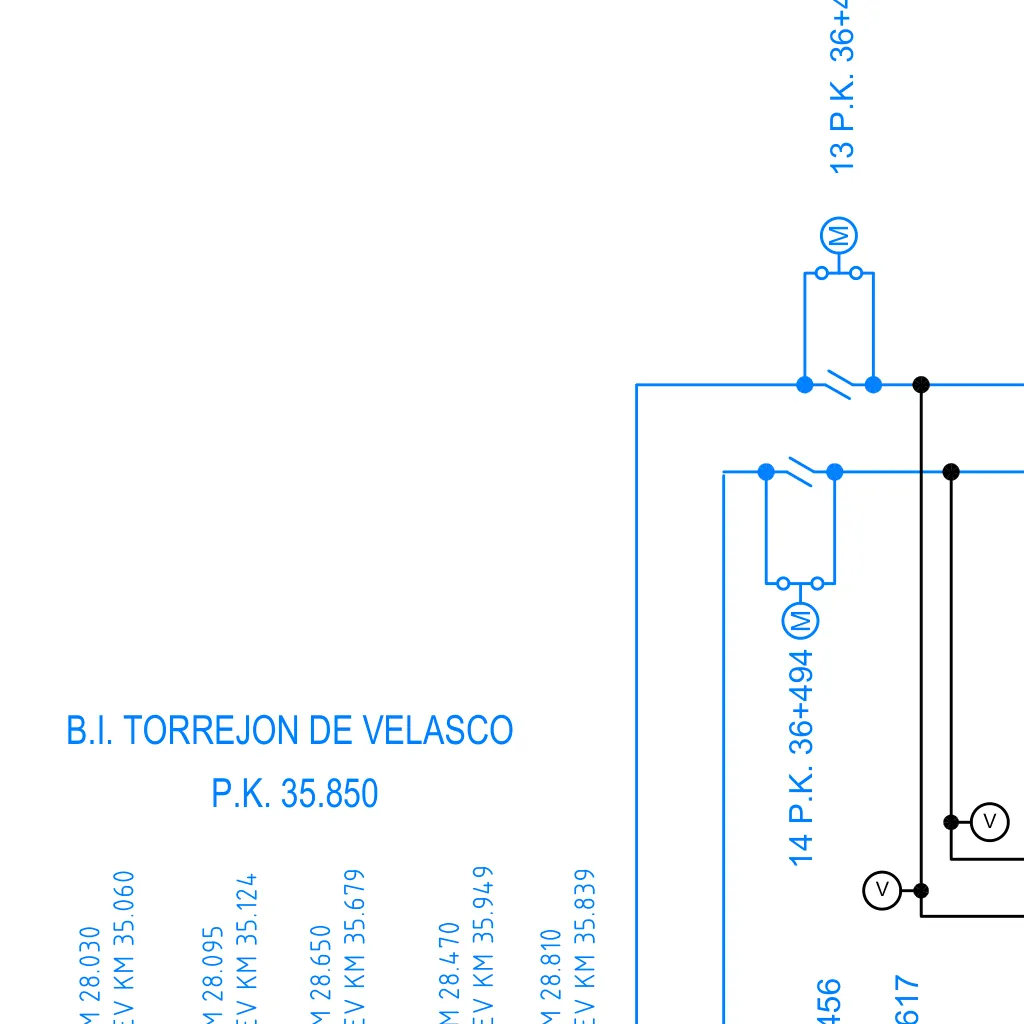 13 P.K. 36+4
M
M
14 P.K. 36+494
B.I. TORREJON DE VELASCO
P.K. 35.850
V
V
M 28.030
EV KM 35.060
M 28.095
EV KM 35.124
M 28.650
EV KM 35.679
M 28.470
EV KM 35.949
M 28.810
EV KM 35.839
456
617